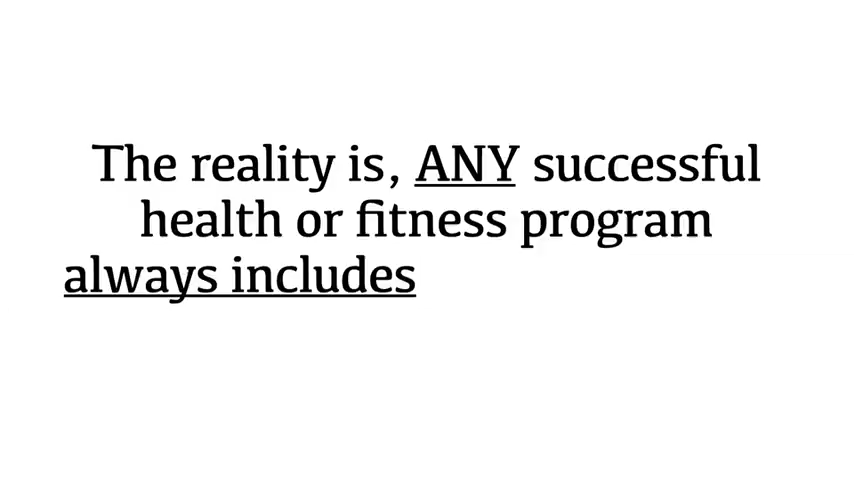 The reality is, ANY successful
health or fitness program
always includes